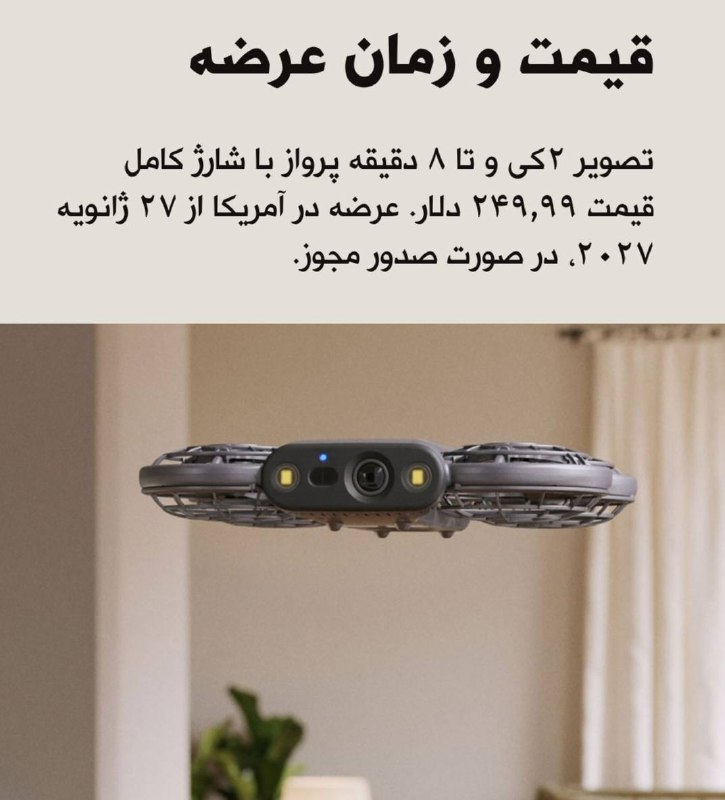 قیمت و زمان عرضه
تصویر ۲کی و تا ۸ دقیقه پرواز با شارژ کامل
قیمت ۲۴۹,۹۹ دلار. عرضه در آمریکا از ۲۷ ژانویه
۲۰۲۷، در صورت صدور مجوز.